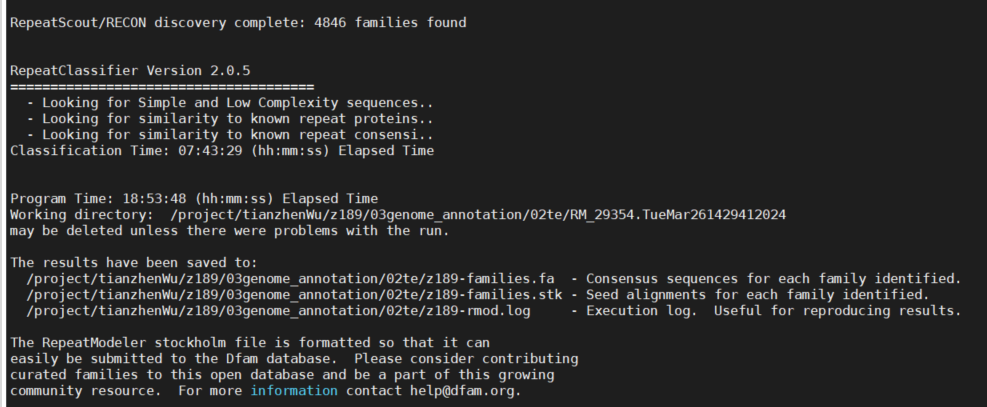 RepeatScout/RECON discovery complete: 4846 families found
RepeatClassifier Version 2.0.5
======================================
- Looking for Simple and Low Complexity sequences..
- Looking for similarity to known repeat proteins..
- Looking for similarity to known repeat consensi..
Classification Time: 07:43:29 (hh:mm:ss) Elapsed Time
Program Time: 18:53:48 (hh:mm:ss) Elapsed Time
Working directory:  /project/tianzhenWu/z189/03genome_annotation/02te/RM_29354.TueMar261429412024
may be deleted unless there were problems with the run.
The results have been saved to:
/project/tianzhenWu/z189/03genome_annotation/02te/z189-families.fa  - Consensus sequences for each family identified.
/project/tianzhenWu/z189/03genome_annotation/02te/z189-families.stk - Seed alignments for each family identified.
/project/tianzhenWu/z189/03genome_annotation/02te/z189-rmod.log     - Execution log.  Useful for reproducing results.
The RepeatModeler stockholm file is formatted so that it can
easily be submitted to the Dfam database.  Please consider contributing
curated families to this open database and be a part of this growing
community resource.  For more information contact help@dfam.org.